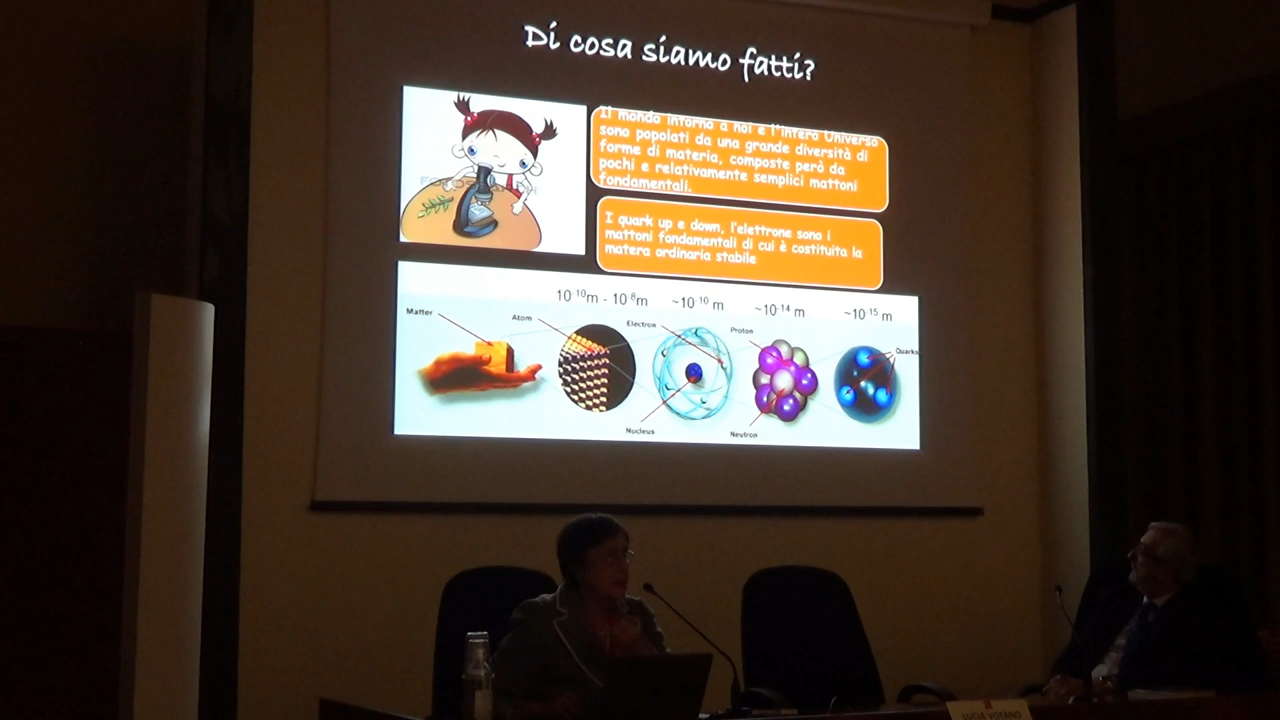 Di cosa siamo fatti?
Il mondo intorno a noi e l'intero Universo
sono popolati da una grande diversità di
forme di materia, composte però da
pochi e relativamente semplici mattoni
fondamentali.
I quark up e down, l'elettrone sono i
mattoni fondamentali di cui è costituita la
matera ordinaria stabile
10⁻¹⁰m - 10⁻⁸m
~10⁻¹⁰ m
~10⁻¹⁴ m
~10⁻¹⁵ m
Matter
Atom
Electron
Proton
Quarks
Nucleus
Neutron
LUCIA VOTANO